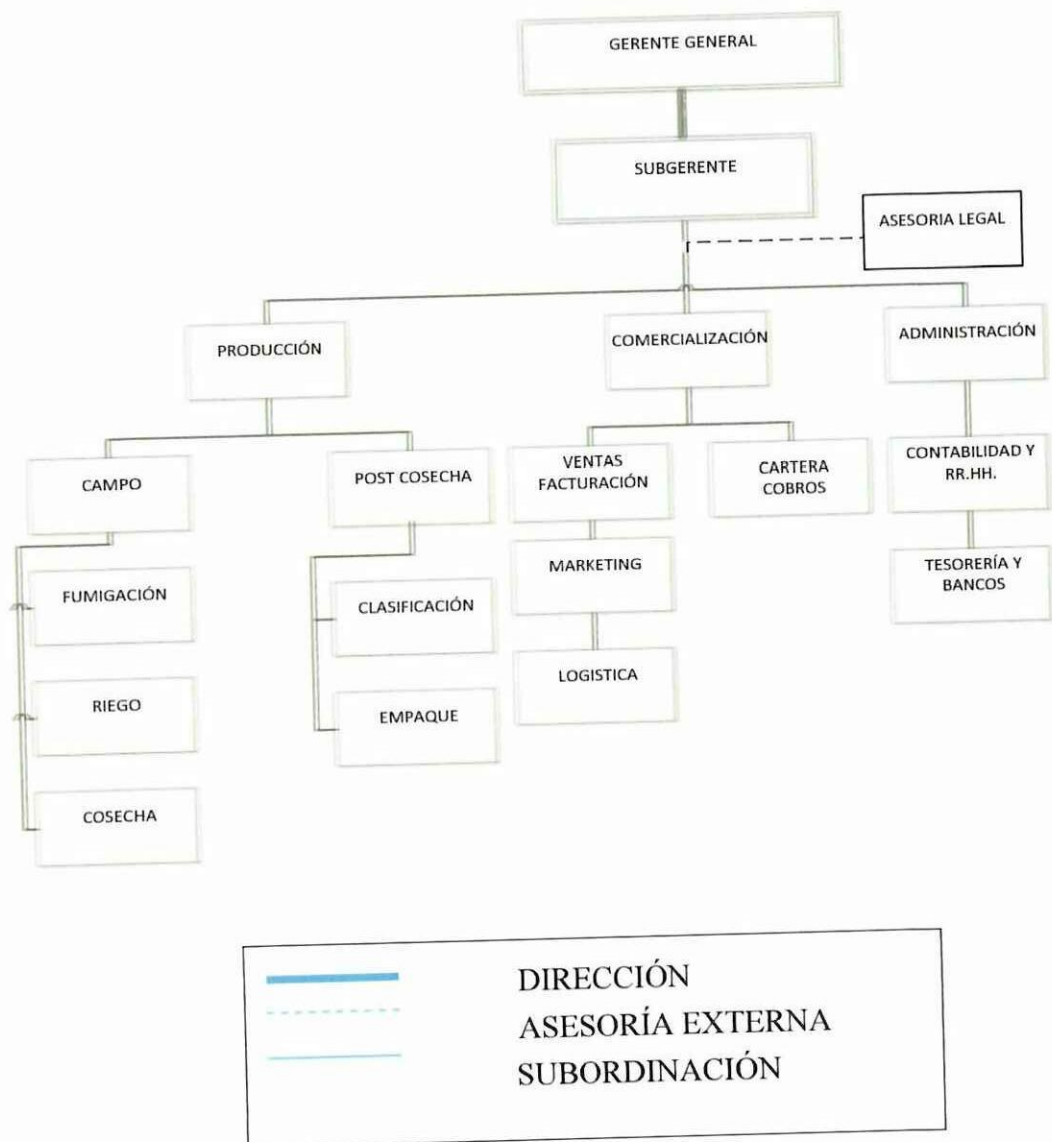 GERENTE GENERAL
SUBGERENTE
ASESORIA LEGAL
PRODUCCIÓN
COMERCIALIZACIÓN
ADMINISTRACIÓN
CAMPO
POST COSECHA
VENTAS
FACTURACIÓN
CARTERA
COBROS
CONTABILIDAD Y
RR.HH.
FUMIGACIÓN
CLASIFICACIÓN
MARKETING
TESORERÍA Y
BANCOS
RIEGO
EMPAQUE
LOGISTICA
COSECHA
DIRECCIÓN
ASESORÍA EXTERNA
SUBORDINACIÓN